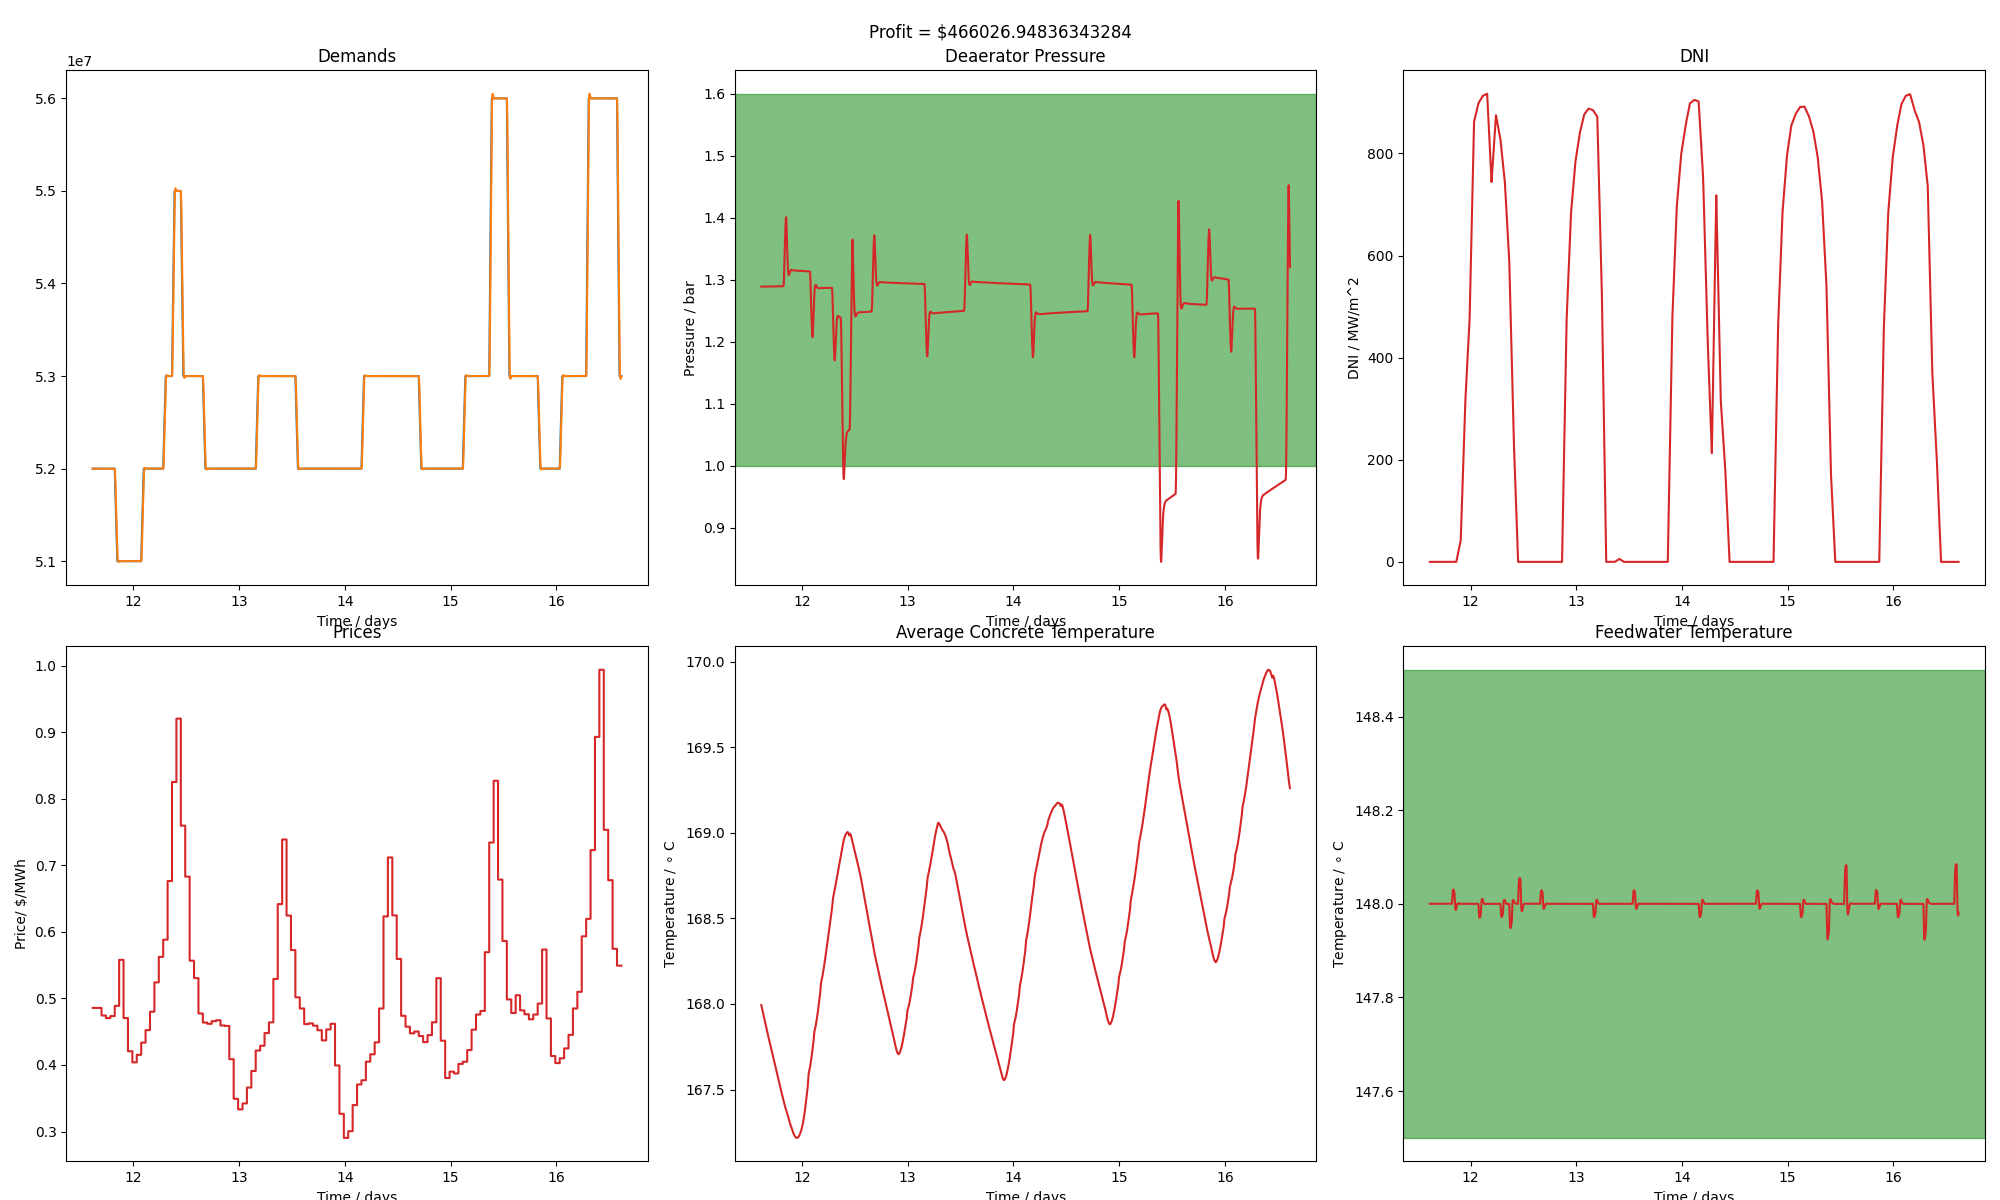 Profit = $466026.94836343284
Demands
1e7
5.6
5.5
5.4
5.3
5.2
5.1
12 13 14 15 16
Time / days
Deaerator Pressure
Pressure / bar
1.6
1.5
1.4
1.3
1.2
1.1
1.0
0.9
12 13 14 15 16
Time / days
DNI
DNI / MW/m^2
800
600
400
200
0
12 13 14 15 16
Time / days
Prices
Price/ $/MWh
1.0
0.9
0.8
0.7
0.6
0.5
0.4
0.3
12 13 14 15 16
Time / days
Average Concrete Temperature
Temperature / ∘ C
170.0
169.5
169.0
168.5
168.0
167.5
12 13 14 15 16
Time / days
Feedwater Temperature
Temperature / ∘ C
148.4
148.2
148.0
147.8
147.6
12 13 14 15 16
Time / days